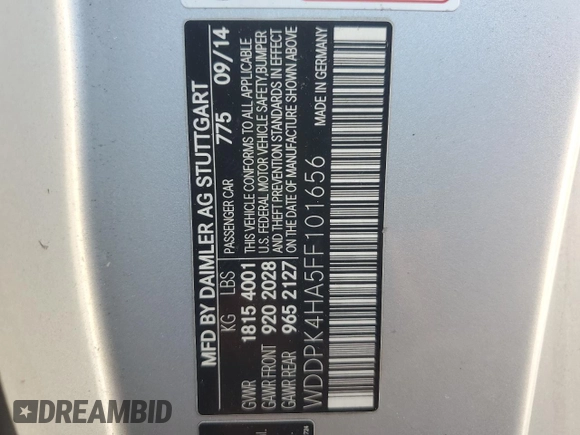 MFD BY DAIMLER AG STUTTGART
KG LBS PASSENGER CAR 775 09/14
GVWR 1815 4001 THIS VEHICLE CONFORMS TO ALL APPLICABLE
GAWR FRONT 920 2028 U.S. FEDERAL MOTOR VEHICLE SAFETY,BUMPER
GAWR REAR 965 2127 AND THEFT PREVENTION STANDARDS IN EFFECT
ON THE DATE OF MANUFACTURE SHOWN ABOVE
WDDPK4HA5FF101656 MADE IN GERMANY
DREAMBID